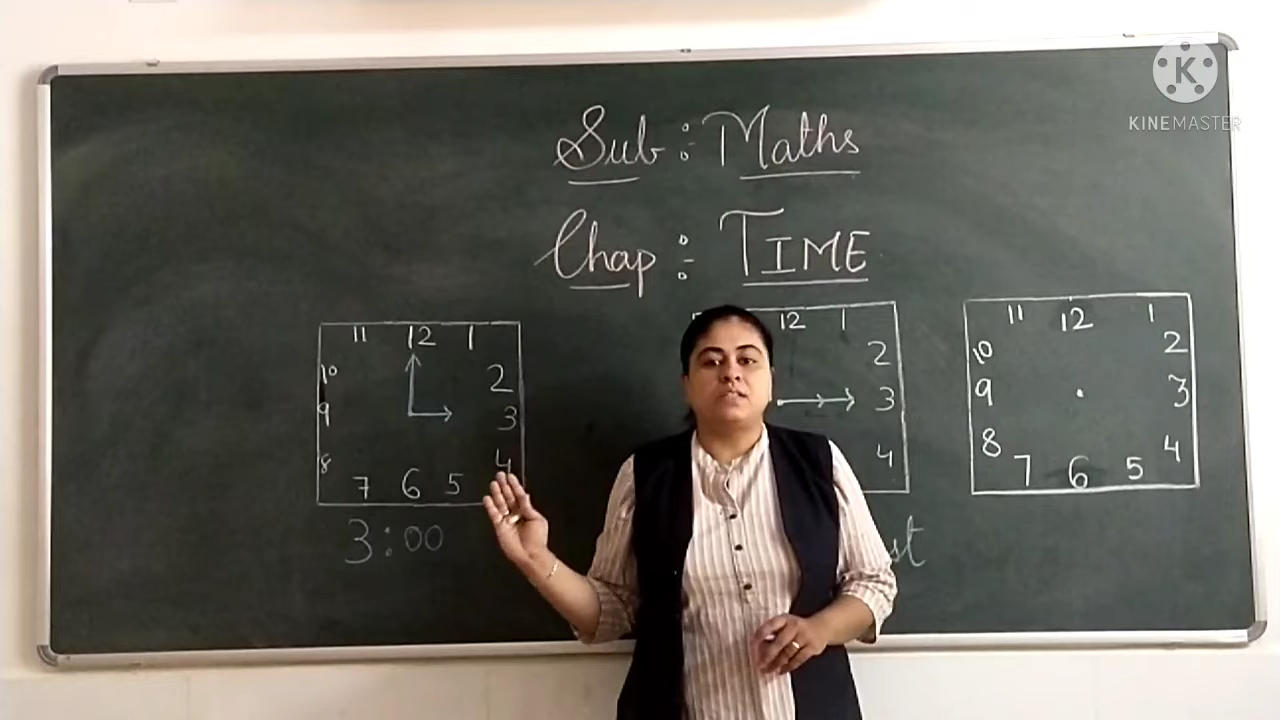 K
KINEMASTER
Sub : Maths
Chap : TIME
11 12 1
10 2
9 3
8 4
7 6 5
3:00
12 1
2
3
4
st
11 12 1
10 2
9 3
8 4
7 6 5